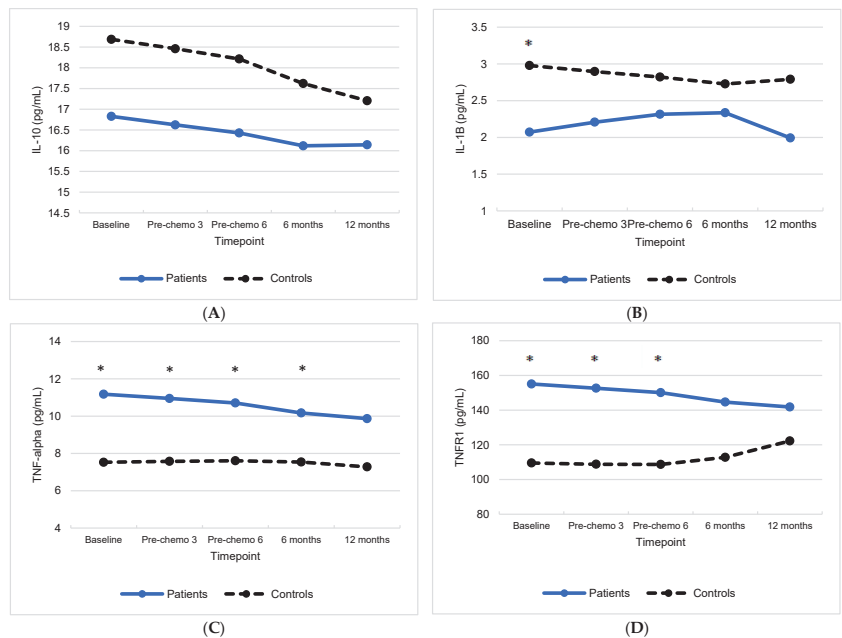 19
18.5
18
17.5
17
16.5
16
15.5
15
14.5
IL-10 (pg/mL)
Baseline Pre-chemo 3 Pre-chemo 6 6 months 12 months
Timepoint
Patients Controls
(A)
3.5
3
2.5
2
1.5
1
IL-1B (pg/mL)
*
Baseline Pre-chemo 3 Pre-chemo 6 6 months 12 months
Timepoint
Patients Controls
(B)
14
12
10
8
6
4
TNF-alpha (pg/mL)
* * * *
Baseline Pre-chemo 3 Pre-chemo 6 6 months 12 months
Timepoint
Patients Controls
(C)
180
160
140
120
100
80
TNFR1 (pg/mL)
* * *
Baseline Pre-chemo 3 Pre-chemo 6 6 months 12 months
Timepoint
Patients Controls
(D)